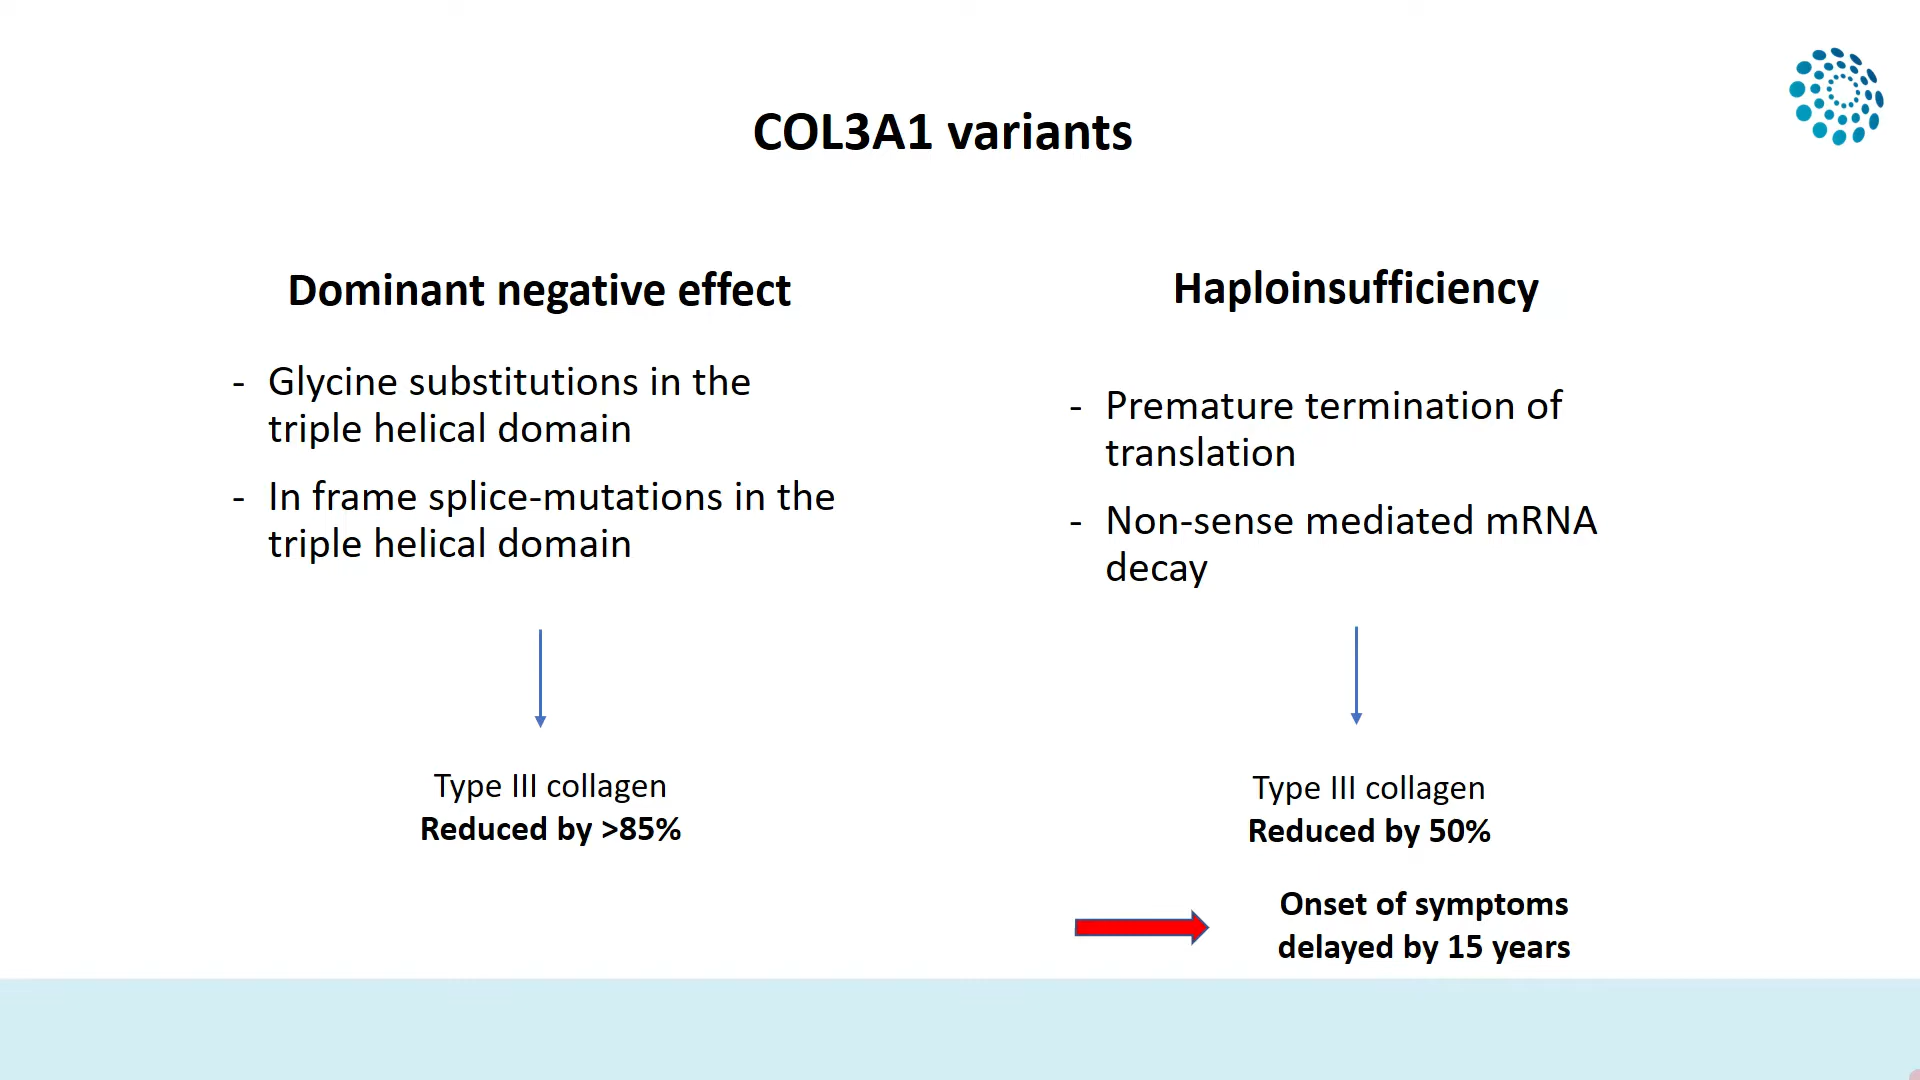 COL3A1 variants
Dominant negative effect
- Glycine substitutions in the
triple helical domain
- In frame splice-mutations in the
triple helical domain
Type III collagen
Reduced by >85%
Haploinsufficiency
- Premature termination of
translation
- Non-sense mediated mRNA
decay
Type III collagen
Reduced by 50%
Onset of symptoms
delayed by 15 years